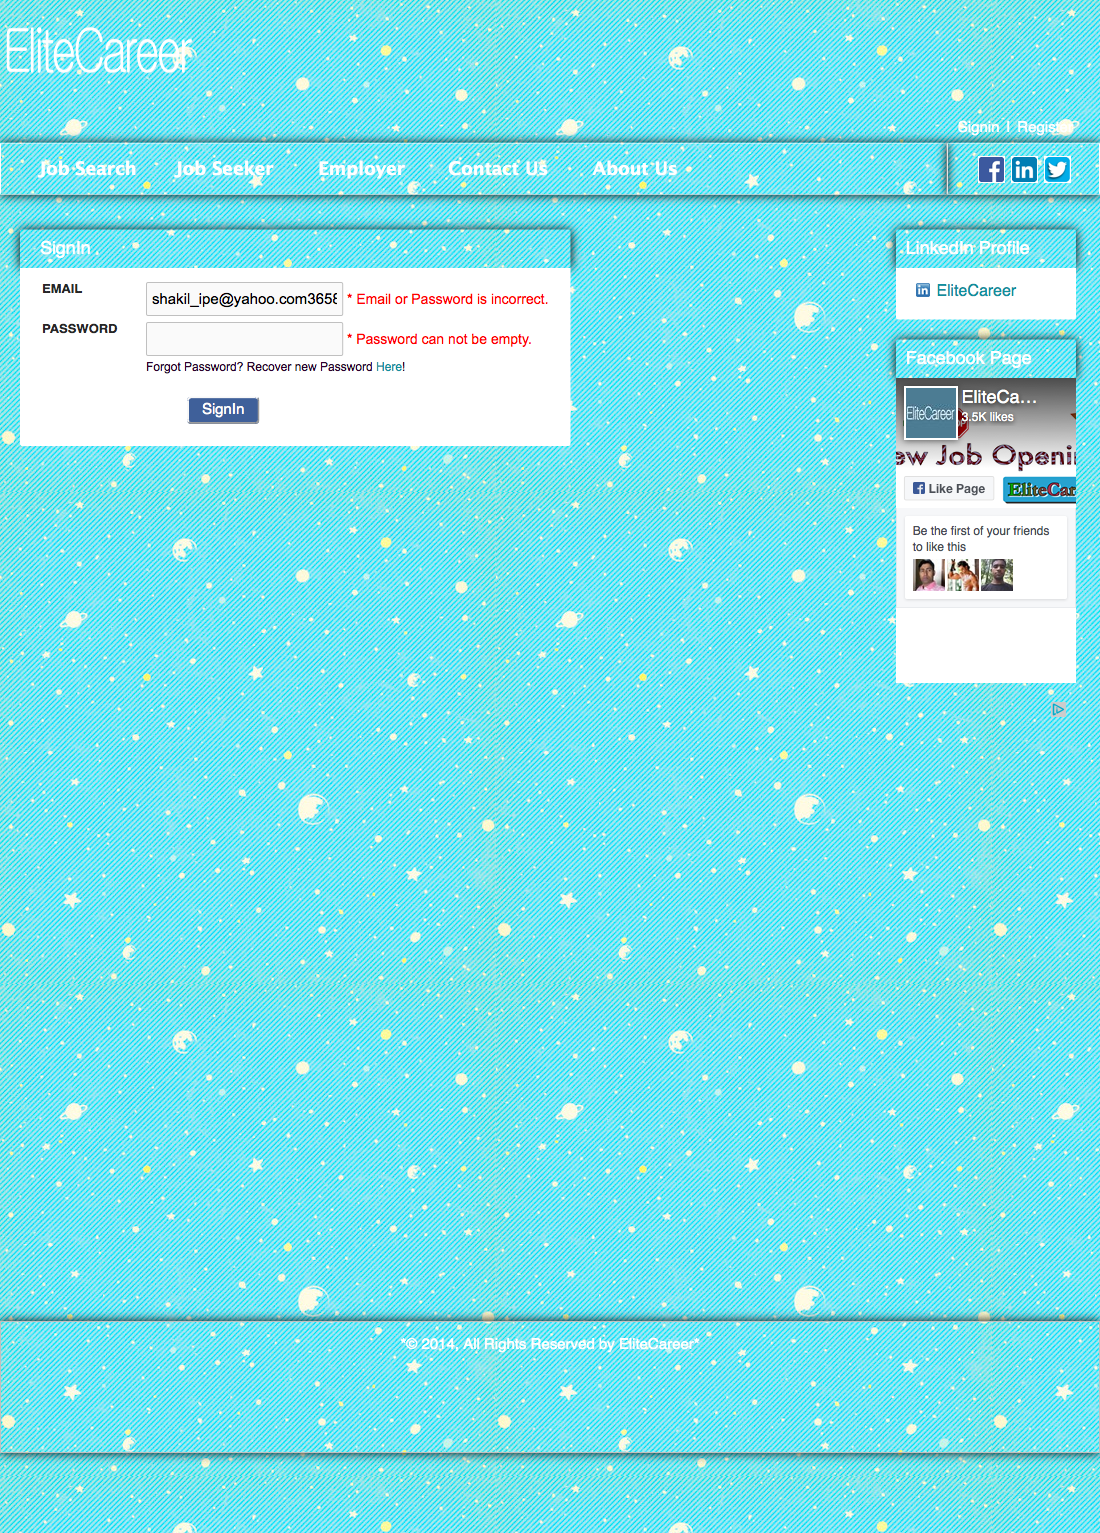 EliteCareer
Signin | Register
Job Search Job Seeker Employer Contact US About Us
SignIn
EMAIL
shakil_ipe@yahoo.com3658
* Email or Password is incorrect.
PASSWORD
* Password can not be empty.
Forgot Password? Recover new Password Here!
SignIn
LinkedIn Profile
EliteCareer
Facebook Page
EliteCareer
EliteCa...
3.5K likes
ew Job Openi
Like Page
EliteCar
Be the first of your friends
to like this
*© 2014, All Rights Reserved by EliteCareer*